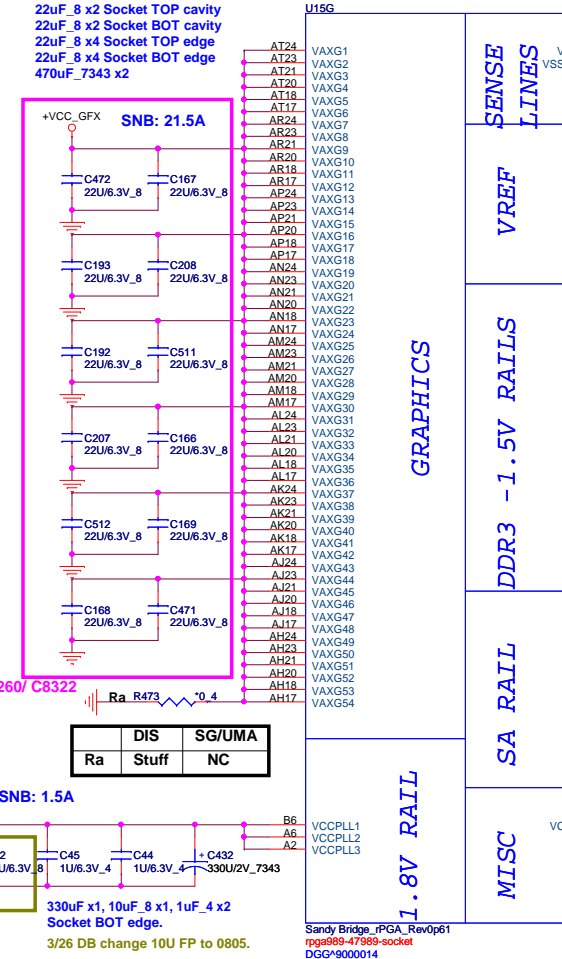 22uF_8 x2 Socket TOP cavity
22uF_8 x2 Socket BOT cavity
22uF_8 x4 Socket TOP edge
22uF_8 x4 Socket BOT edge
470uF_7343 x2
+VCC_GFX
SNB: 21.5A
C472 22U/6.3V_8
C167 22U/6.3V_8
C193 22U/6.3V_8
C208 22U/6.3V_8
C192 22U/6.3V_8
C511 22U/6.3V_8
C207 22U/6.3V_8
C166 22U/6.3V_8
C512 22U/6.3V_8
C169 22U/6.3V_8
C168 22U/6.3V_8
C471 22U/6.3V_8
260/ C8322
Ra R473 *0_4
DIS SG/UMA
Ra Stuff NC
U15G
AT24 VAXG1
AT23 VAXG2
AT21 VAXG3
AT20 VAXG4
AT18 VAXG5
AT17 VAXG6
AR24 VAXG7
AR23 VAXG8
AR21 VAXG9
AR20 VAXG10
AR18 VAXG11
AR17 VAXG12
AP24 VAXG13
AP23 VAXG14
AP21 VAXG15
AP20 VAXG16
AP18 VAXG17
AP17 VAXG18
AN24 VAXG19
AN23 VAXG20
AN21 VAXG21
AN20 VAXG22
AN18 VAXG23
AN17 VAXG24
AM24 VAXG25
AM23 VAXG26
AM21 VAXG27
AM20 VAXG28
AM18 VAXG29
AM17 VAXG30
AL24 VAXG31
AL23 VAXG32
AL21 VAXG33
AL20 VAXG34
AL18 VAXG35
AL17 VAXG36
AK24 VAXG37
AK23 VAXG38
AK21 VAXG39
AK20 VAXG40
AK18 VAXG41
AK17 VAXG42
AJ24 VAXG43
AJ23 VAXG44
AJ21 VAXG45
AJ20 VAXG46
AJ18 VAXG47
AJ17 VAXG48
AH24 VAXG49
AH23 VAXG50
AH21 VAXG51
AH20 VAXG52
AH18 VAXG53
AH17 VAXG54
GRAPHICS
SENSE
LINES
VSS
VREF
DDR3 -1.5V RAILS
SA RAIL
MISC
VC
1.8V RAIL
SNB: 1.5A
B6 VCCPLL1
A6 VCCPLL2
A2 VCCPLL3
2 U/6.3V_8
C45 1U/6.3V_4
C44 1U/6.3V_4
+ C432 330U/2V_7343
330uF x1, 10uF_8 x1, 1uF_4 x2
Socket BOT edge.
3/26 DB change 10U FP to 0805.
Sandy Bridge_rPGA_Rev0p61
rpga989-47989-socket
DGG^9000014